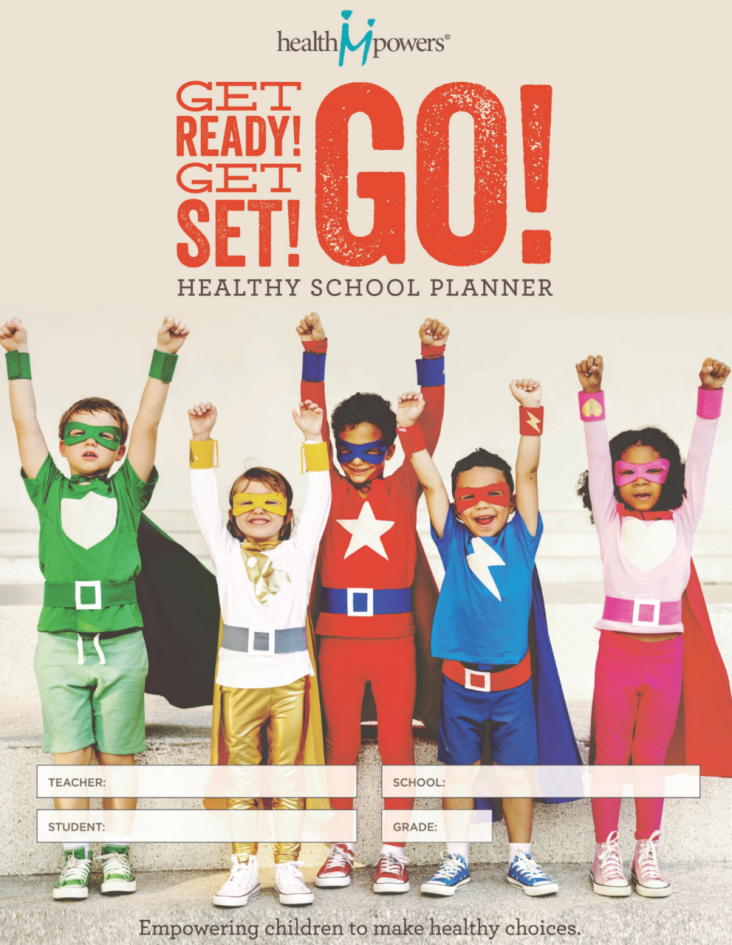 healthMpowers®
GET
READY!
GET
SET!
GO!
HEALTHY SCHOOL PLANNER
TEACHER:
SCHOOL:
STUDENT:
GRADE:
Empowering children to make healthy choices.